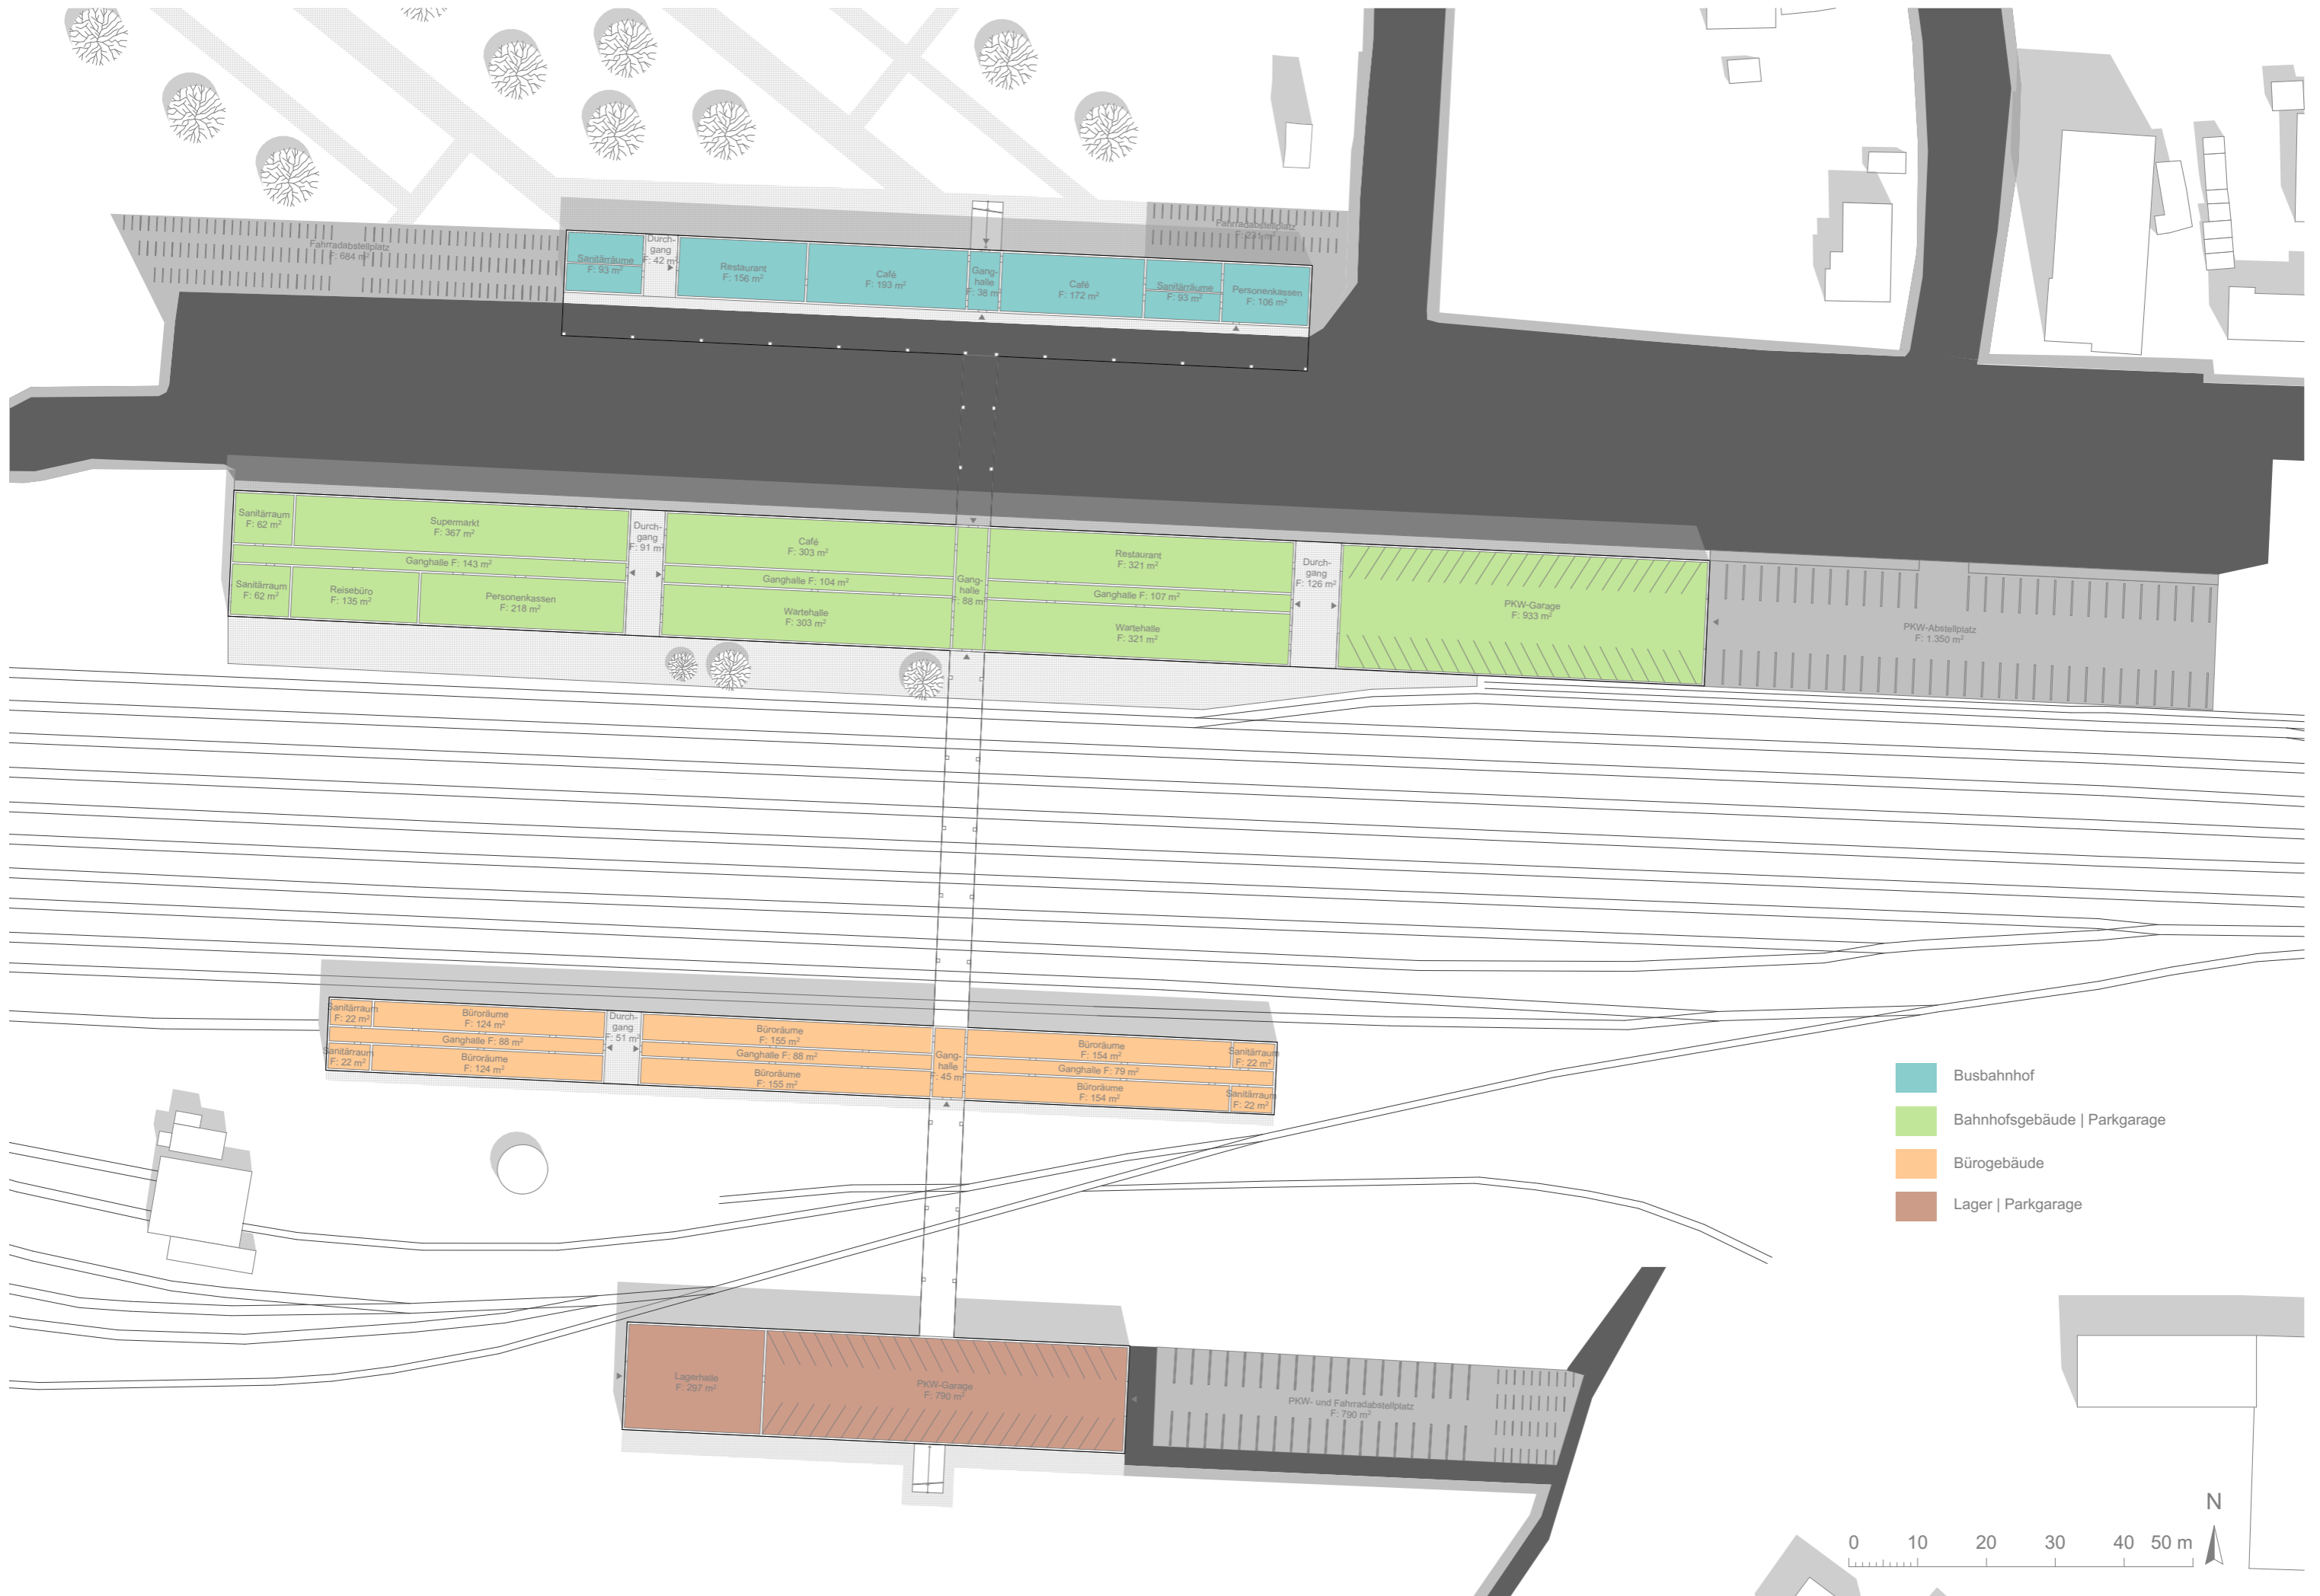 Fahrradabstellplatz
F: 684 m²
Fahrradabstellplatz
F: 231 m²
Sanitärräume
F: 93 m²
Durch-
gang
F: 42 m²
Restaurant
F: 156 m²
Café
F: 193 m²
Gang-
halle
F: 38 m²
Café
F: 172 m²
Sanitärräume
F: 93 m²
Personenkassen
F: 106 m²
Sanitärraum
F: 62 m²
Supermarkt
F: 367 m²
Ganghalle F: 143 m²
Sanitärraum
F: 62 m²
Reisebüro
F: 135 m²
Personenkassen
F: 218 m²
Durch-
gang
F: 91 m²
Café
F: 303 m²
Ganghalle F: 104 m²
Wartehalle
F: 303 m²
Gang-
halle
F: 88 m²
Restaurant
F: 321 m²
Ganghalle F: 107 m²
Wartehalle
F: 321 m²
Durch-
gang
F: 126 m²
PKW-Garage
F: 933 m²
PKW-Abstellplatz
F: 1.350 m²
Sanitärraum
F: 22 m²
Büroräume
F: 124 m²
Ganghalle F: 88 m²
Sanitärraum
F: 22 m²
Büroräume
F: 124 m²
Durch-
gang
F: 51 m²
Büroräume
F: 155 m²
Ganghalle F: 88 m²
Büroräume
F: 155 m²
Gang-
halle
F: 45 m²
Büroräume
F: 154 m²
Sanitärraum
F: 22 m²
Ganghalle F: 79 m²
Büroräume
F: 154 m²
Sanitärraum
F: 22 m²
Busbahnhof
Bahnhofsgebäude | Parkgarage
Bürogebäude
Lager | Parkgarage
Lagerhalle
F: 297 m²
PKW-Garage
F: 790 m²
PKW- und Fahrradabstellplatz
F: 790 m²
N
0 10 20 30 40 50 m